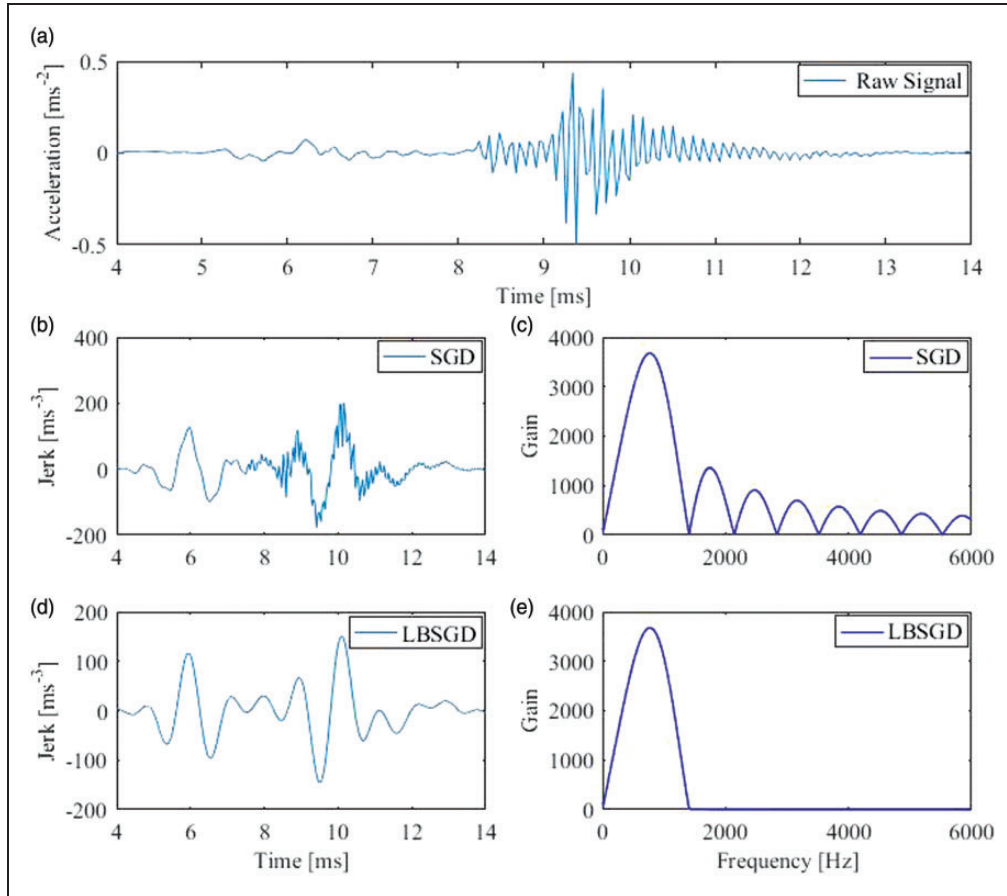 (a)
Acceleration [ms-2]
0.5
0
-0.5
Raw Signal
4 5 6 7 8 9 10 11 12 13 14
Time [ms]
(b)
Jerk [ms-3]
400
200
0
-200
SGD
4 6 8 10 12 14
(c)
Gain
4000
3000
2000
1000
0
SGD
0 2000 4000 6000
(d)
Jerk [ms-3]
200
100
0
-100
-200
LBSGD
4 6 8 10 12 14
Time [ms]
(e)
Gain
4000
3000
2000
1000
0
LBSGD
0 2000 4000 6000
Frequency [Hz]